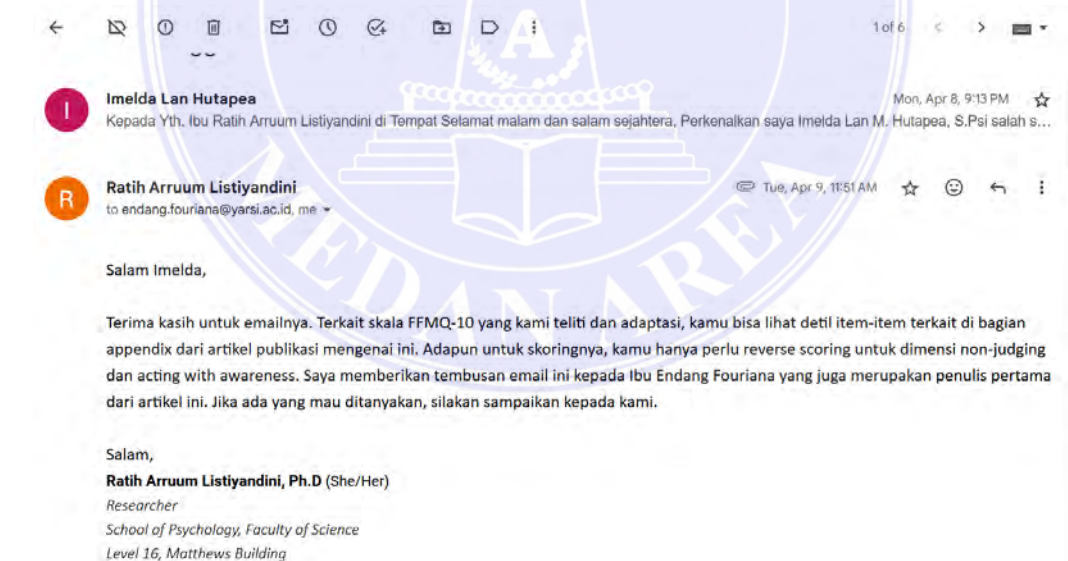 1 of 6
I
Imelda Lan Hutapea
Mon, Apr 8, 9:13 PM
Kepada Yth. Ibu Ratih Arruum Listiyandini di Tempat Selamat malam dan salam sejahtera, Perkenalkan saya Imelda Lan M. Hutapea, S.Psi salah s...
R
Ratih Arruum Listiyandini
Tue, Apr 9, 11:51 AM
to endang.fouriana@yarsi.ac.id, me
Salam Imelda,
Terima kasih untuk emailnya. Terkait skala FFMQ-10 yang kami teliti dan adaptasi, kamu bisa lihat detil item-item terkait di bagian
appendix dari artikel publikasi mengenai ini. Adapun untuk skoringnya, kamu hanya perlu reverse scoring untuk dimensi non-judging
dan acting with awareness. Saya memberikan tembusan email ini kepada Ibu Endang Fouriana yang juga merupakan penulis pertama
dari artikel ini. Jika ada yang mau ditanyakan, silakan sampaikan kepada kami.
Salam,
Ratih Arruum Listiyandini, Ph.D (She/Her)
Researcher
School of Psychology, Faculty of Science
Level 16, Matthews Building
A
MEDAN AREA